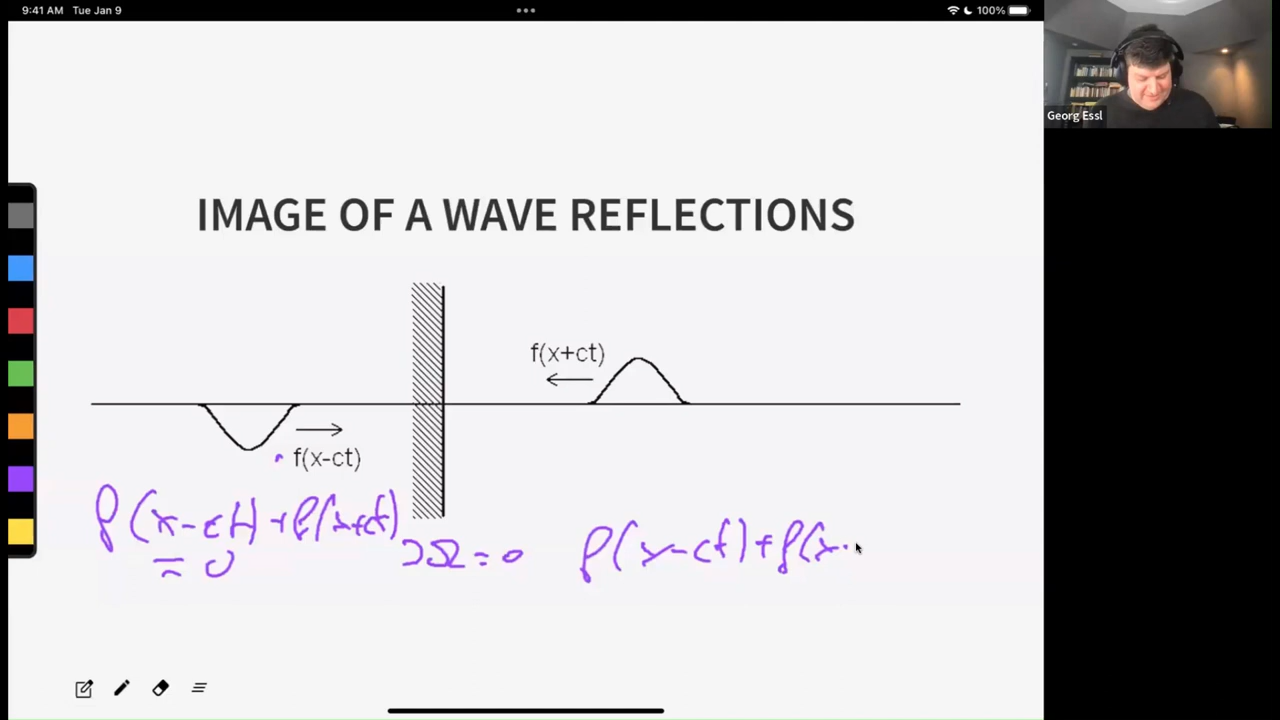 9:41 AM Tue Jan 9
100%
Georg Essl
IMAGE OF A WAVE REFLECTIONS
f(x+ct)
f(x-ct)
f(x-ct)+f(x+ct)
= 0
∂Ω=0 f(x-ct)+f(x.